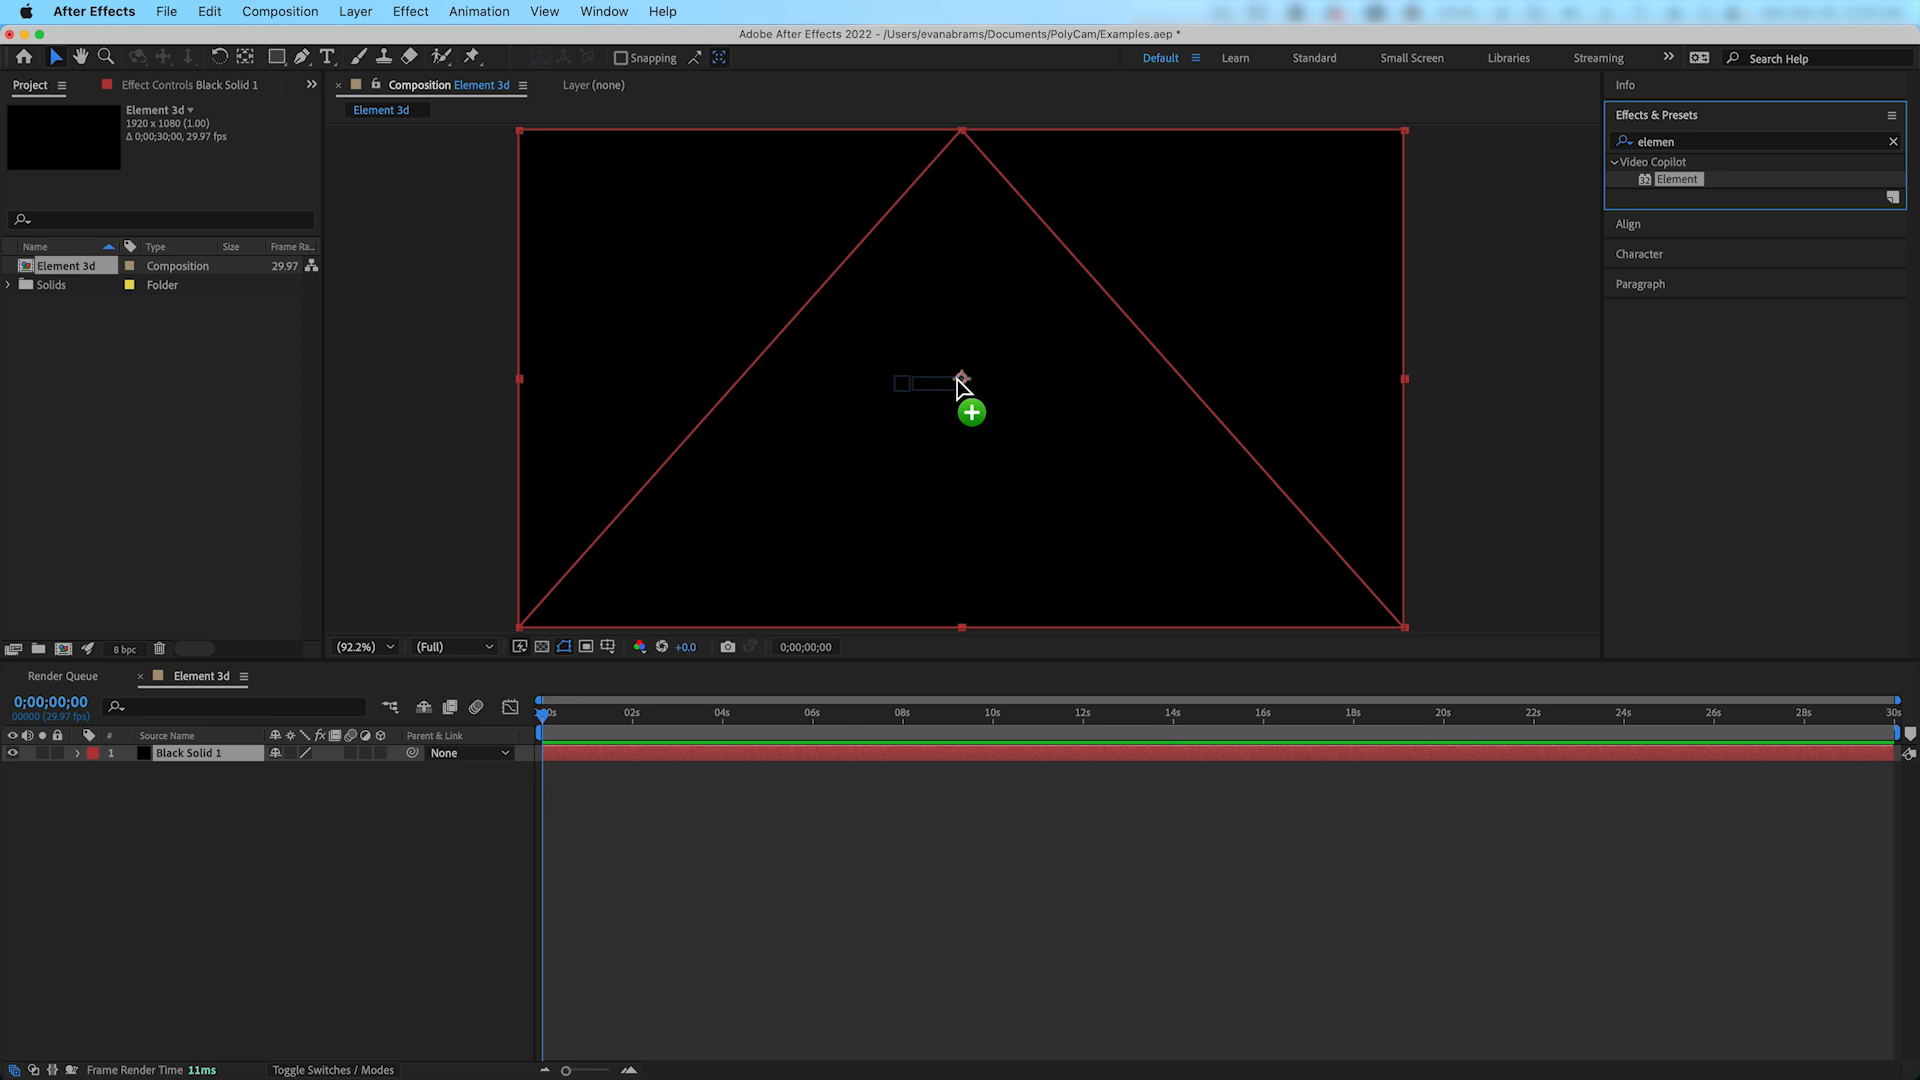 After Effects File Edit Composition Layer Effect Animation View Window Help
Adobe After Effects 2022 - /Users/evanabrams/Documents/PolyCam/Examples.aep *
Snapping Default Learn Standard Small Screen Libraries Streaming Search Help
Project Effect Controls Black Solid 1 Composition Element 3d Layer (none) Info
Element 3d
1920 x 1080 (1.00)
Δ 0;00;30;00, 29.97 fps
Element 3d
Effects & Presets
elemen
Video Copilot
32 Element
Align
Character
Paragraph
Name Type Size Frame Ra...
Element 3d Composition 29.97
Solids Folder
8 bpc (92.2%) (Full) +0.0 0;00;00;00
Render Queue Element 3d
0;00;00;00
00000 (29.97 fps)
02s 04s 06s 08s 10s 12s 14s 16s 18s 20s 22s 24s 26s 28s 30s
# Source Name fx Parent & Link
1 Black Solid 1 None
Frame Render Time 11ms Toggle Switches / Modes